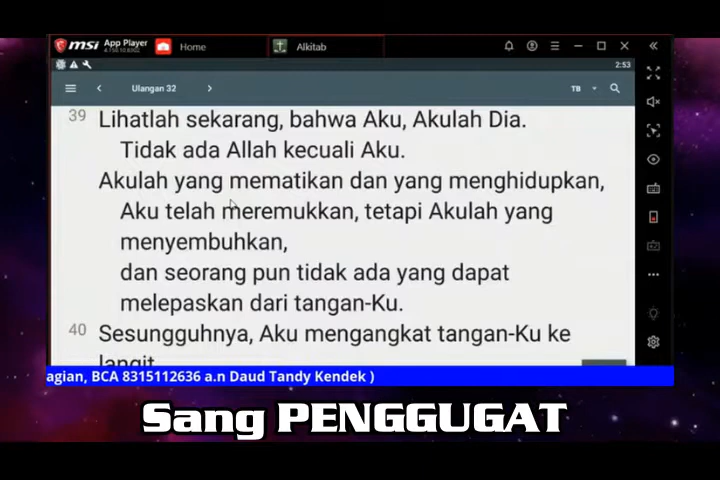 msi App Player
Home
Alkitab
2:53
Ulangan 32
TB
39 Lihatlah sekarang, bahwa Aku, Akulah Dia.
Tidak ada Allah kecuali Aku.
Akulah yang mematikan dan yang menghidupkan,
Aku telah meremukkan, tetapi Akulah yang
menyembuhkan,
dan seorang pun tidak ada yang dapat
melepaskan dari tangan-Ku.
40 Sesungguhnya, Aku mengangkat tangan-Ku ke
langit
agian, BCA 8315112636 a.n Daud Tandy Kendek )
Sang PENGGUGAT